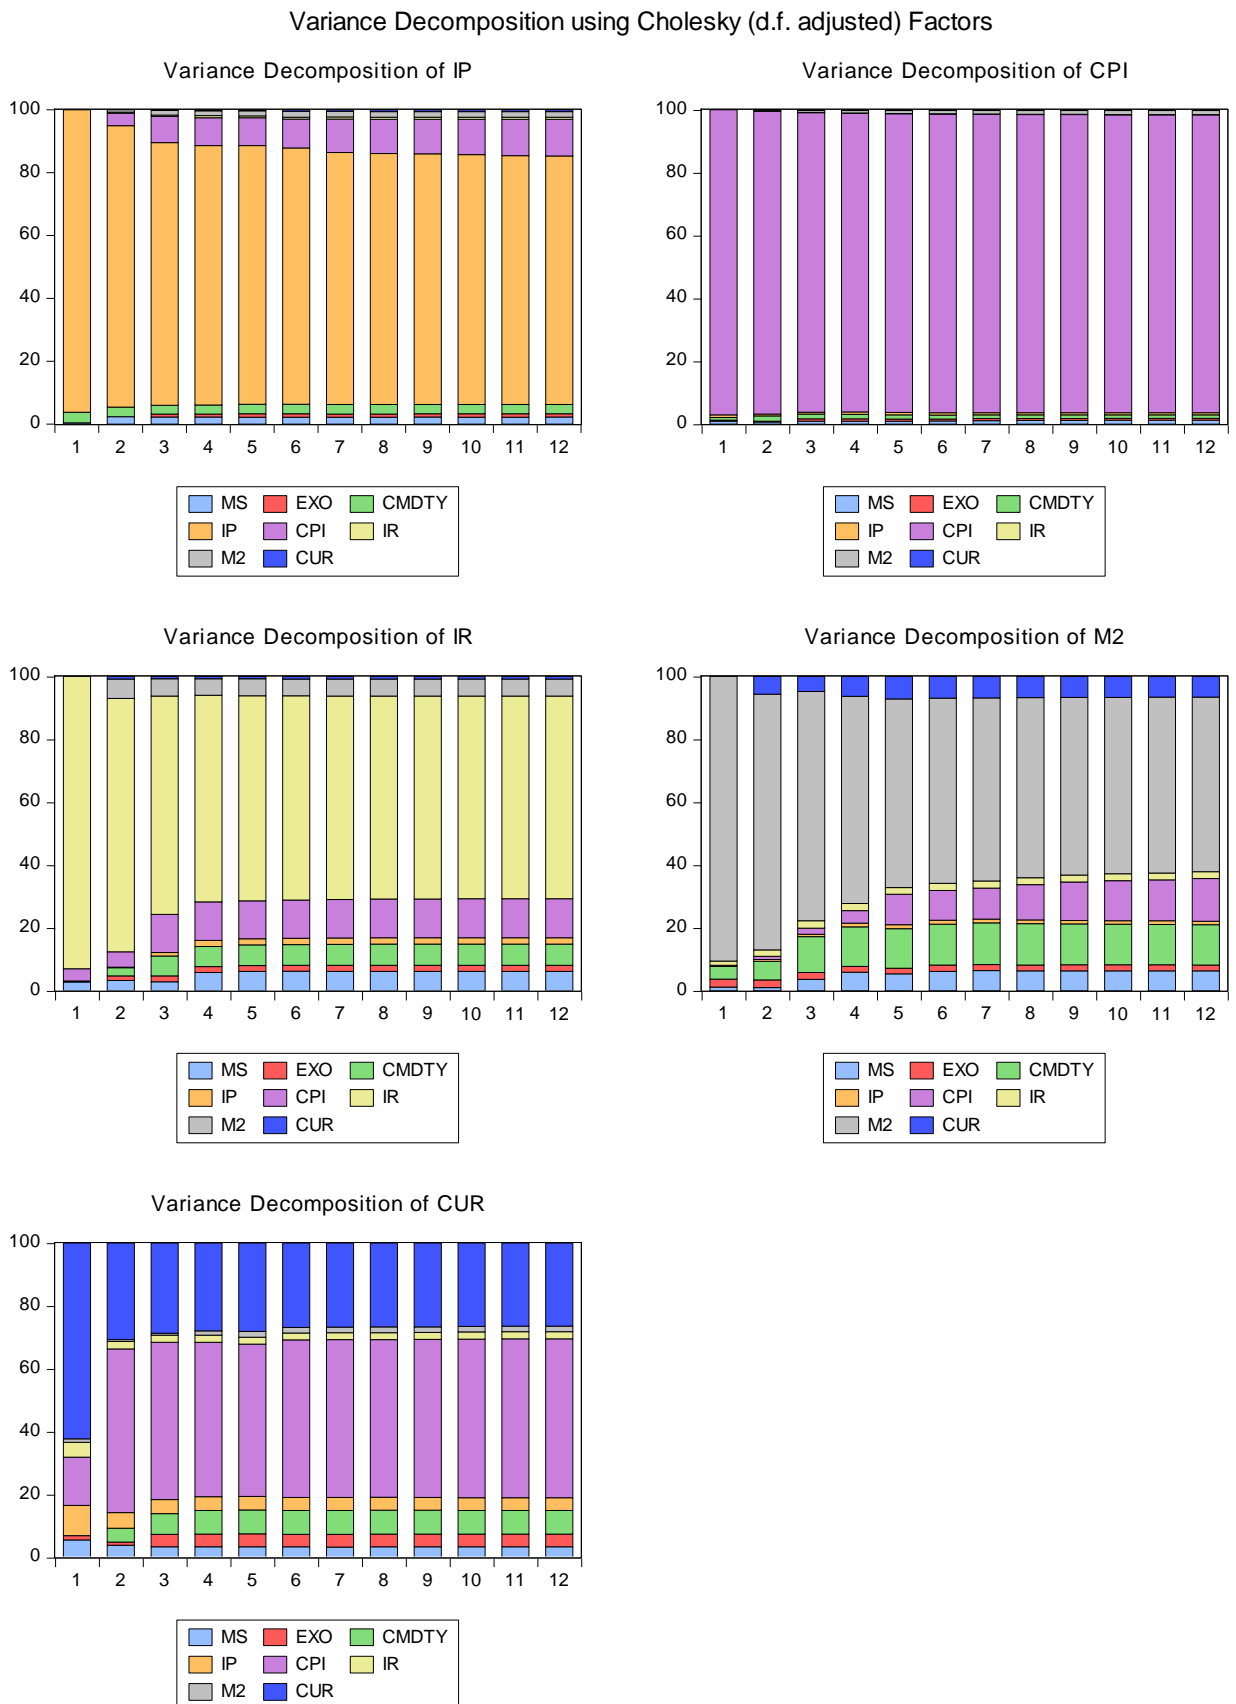 Variance Decomposition using Cholesky (d.f. adjusted) Factors
Variance Decomposition of IP
100
80
60
40
20
0
1 2 3 4 5 6 7 8 9 10 11 12
MS EXO CMDTY
IP CPI IR
M2 CUR
Variance Decomposition of CPI
100
80
60
40
20
0
1 2 3 4 5 6 7 8 9 10 11 12
MS EXO CMDTY
IP CPI IR
M2 CUR
Variance Decomposition of IR
100
80
60
40
20
0
1 2 3 4 5 6 7 8 9 10 11 12
MS EXO CMDTY
IP CPI IR
M2 CUR
Variance Decomposition of M2
100
80
60
40
20
0
1 2 3 4 5 6 7 8 9 10 11 12
MS EXO CMDTY
IP CPI IR
M2 CUR
Variance Decomposition of CUR
100
80
60
40
20
0
1 2 3 4 5 6 7 8 9 10 11 12
MS EXO CMDTY
IP CPI IR
M2 CUR